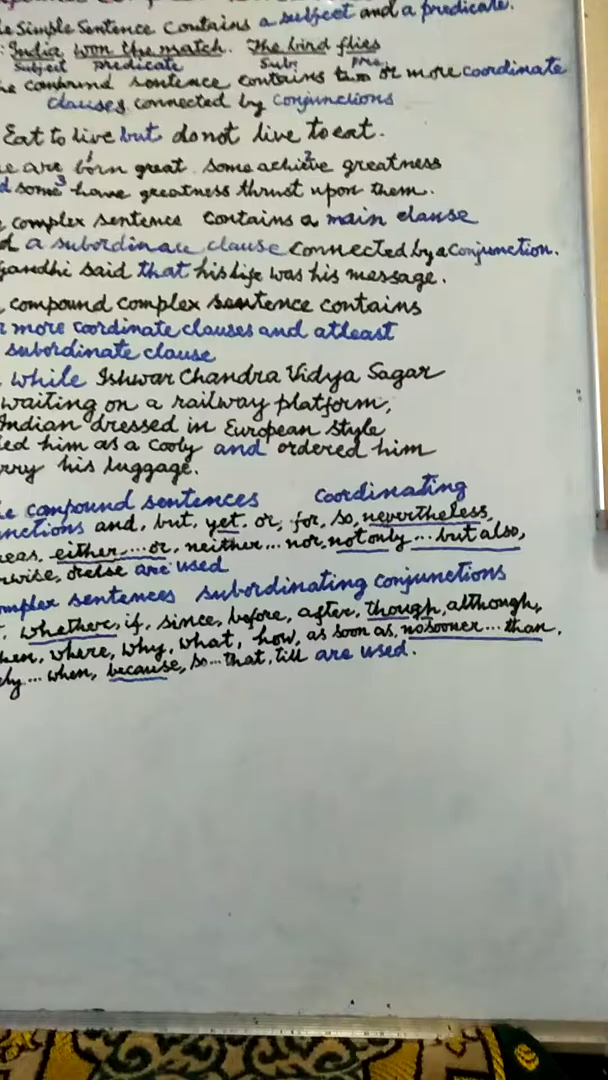 Simple Sentence contains a subject and a predicate.
: India won the match. The bird flies
Subject predicate Sub: pre.
compound sentence contains two or more coordinate
clauses connected by conjunctions
Eat to live but do not live to eat.
are 1 born great some achieve 2 greatness
some 3 have greatness thrust upon them.
complex sentence contains a main clause
a subordinate clause connected by a conjunction.
Gandhi said that his life was his message.
compound complex sentence contains
more coordinate clauses and atleast
subordinate clause
while Ishwar Chandra Vidya Sagar
waiting on a railway platform,
Indian dressed in European style
him as a cooly and ordered him
his luggage.
compound sentences coordinating
and, but, yet, or, for, so, nevertheless,
either....or, neither... nor, not only ... but also,
orelse are used
sentences subordinating conjunctions
whether, if, since, before, after, though, although,
where, why, what, how, as soon as, nosooner... than,
... when, because, so...that, till are used.